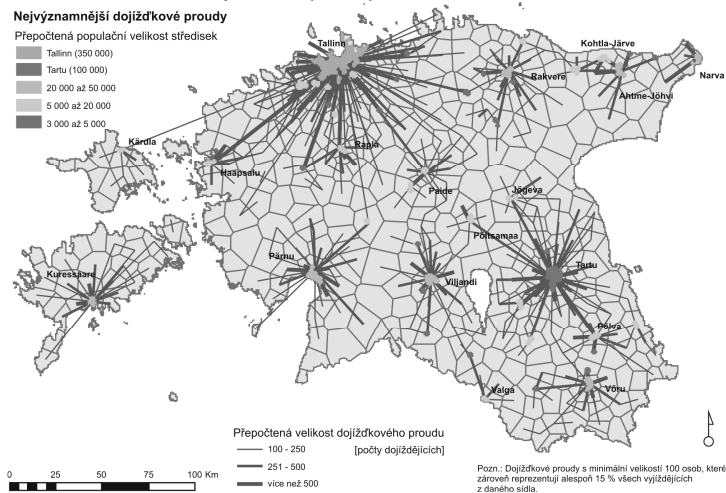 Nejvýznamnější dojížďkové proudy
Přepočtená populační velikost středisek
Tallinn (350 000)
Tartu (100 000)
20 000 až 50 000
5 000 až 20 000
3 000 až 5 000
Tallinn
Kohtla-Järve
Narva
Rakvere
Ahtme-Jõhvi
Kärdla
Rapla
Haapsalu
Paide
Jõgeva
Põltsamaa
Pärnu
Tartu
Kuressaare
Viljandi
Põlva
Valga
Võru
Přepočtená velikost dojížďkového proudu
[počty dojíždějících]
100 - 250
251 - 500
více než 500
0 25 50 75 100 Km
Pozn.: Dojížďkové proudy s minimální velikostí 100 osob, které
zároveň reprezentují alespoň 15 % všech vyjíždějících
z daného sídla.